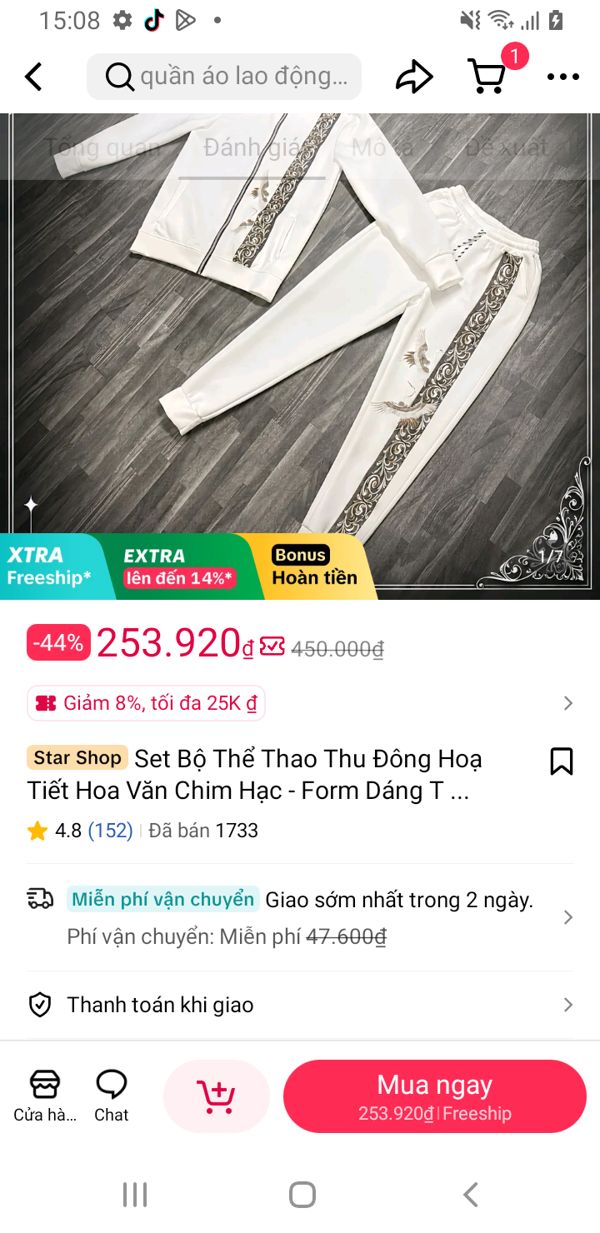 15:08
quần áo lao động...
1
Tổng quan Đánh giá Mô tả Đề xuất
XTRA
Freeship*
EXTRA
lên đến 14%*
Bonus
Hoàn tiền
1/7
-44% 253.920₫ 450.000₫
Giảm 8%, tối đa 25K ₫
Star Shop Set Bộ Thể Thao Thu Đông Hoạ
Tiết Hoa Văn Chim Hạc - Form Dáng T ...
4.8 (152) Đã bán 1733
Miễn phí vận chuyển Giao sớm nhất trong 2 ngày.
Phí vận chuyển: Miễn phí 47.600₫
Thanh toán khi giao
Cửa hà... Chat
Mua ngay
253.920₫ | Freeship